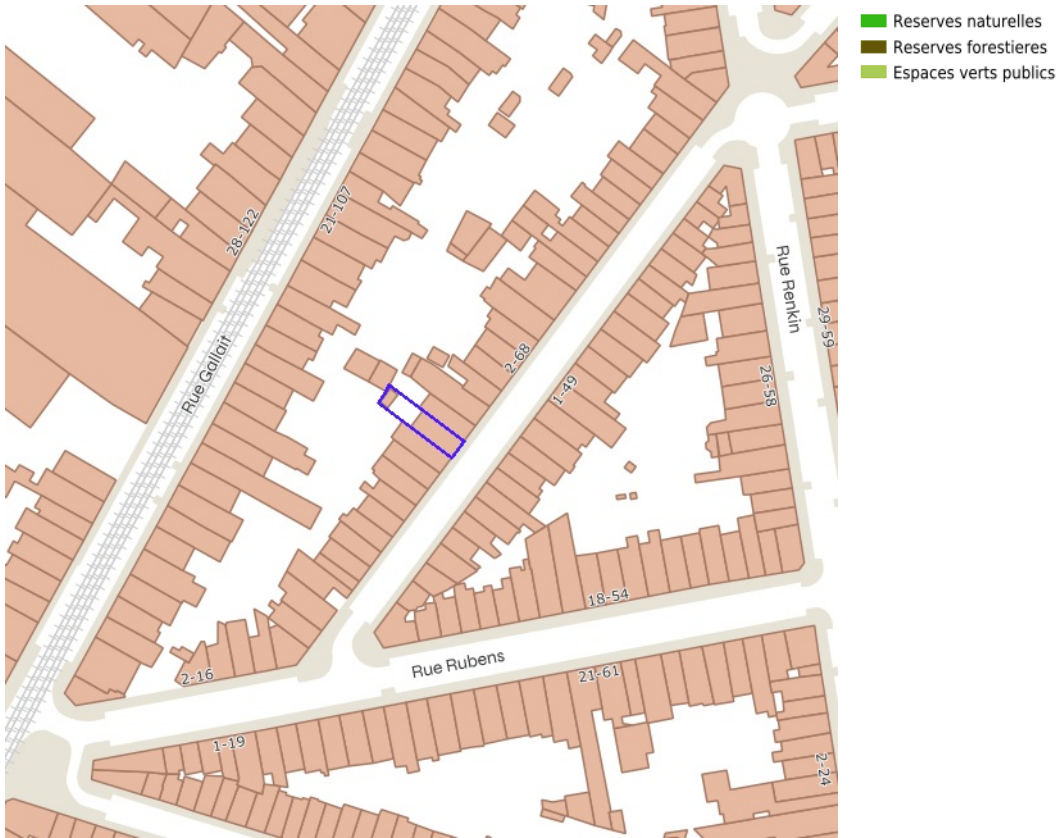 Reserves naturelles
Reserves forestieres
Espaces verts publics
28-122
21-107
Rue Gallait
2-68
1-49
Rue Renkin
29-59
26-58
18-54
Rue Rubens
2-16
21-61
1-19
2-24